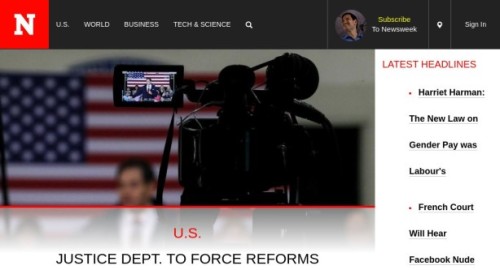 N
U.S.
WORLD
BUSINESS
TECH & SCIENCE
Subscribe
To Newsweek
Sign In
LATEST HEADLINES
Harriet Harman:
The New Law on
Gender Pay was
Labour's
French Court
Will Hear
Facebook Nude
U.S.
JUSTICE DEPT. TO FORCE REFORMS